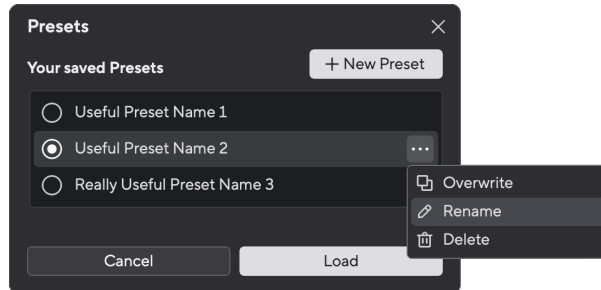 Presets
Your saved Presets
New Preset
Useful Preset Name 1
Useful Preset Name 2
Really Useful Preset Name 3
Overwrite
Rename
Delete
Cancel
Load